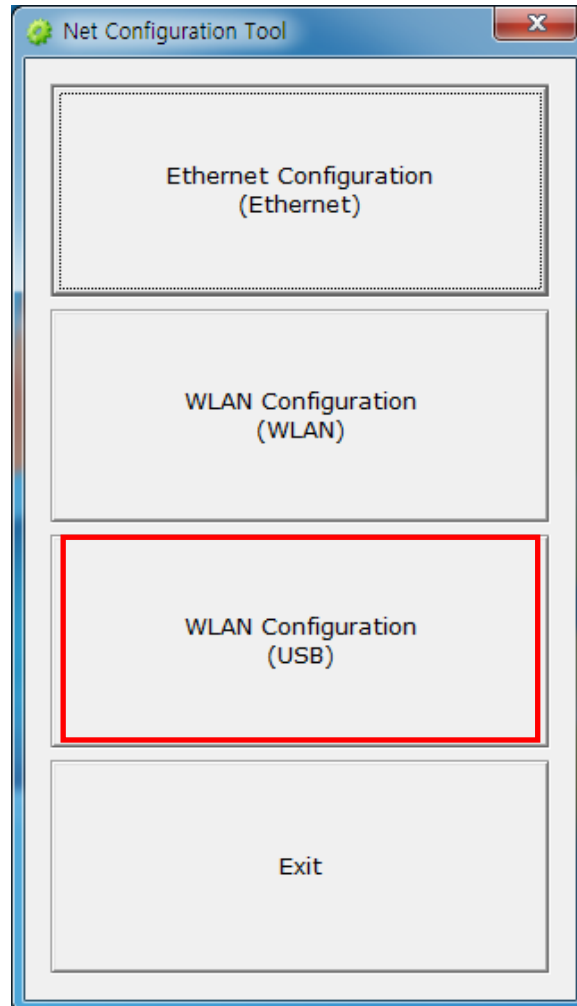 Net Configuration Tool
Ethernet Configuration
(Ethernet)
WLAN Configuration
(WLAN)
WLAN Configuration
(USB)
Exit